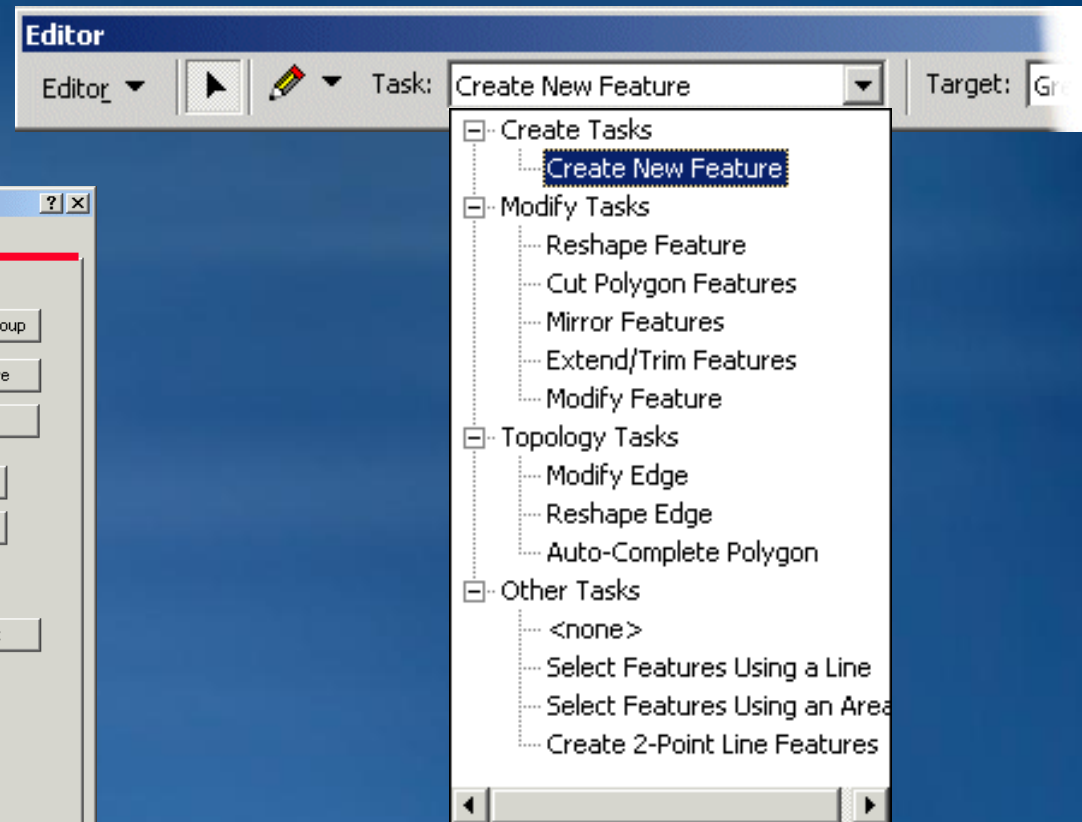 Editor
Editor Task: Create New Feature Target:
Create Tasks
Create New Feature
Modify Tasks
Reshape Feature
Cut Polygon Features
Mirror Features
Extend/Trim Features
Modify Feature
Topology Tasks
Modify Edge
Reshape Edge
Auto-Complete Polygon
Other Tasks
<none>
Select Features Using a Line
Select Features Using an Area
Create 2-Point Line Features